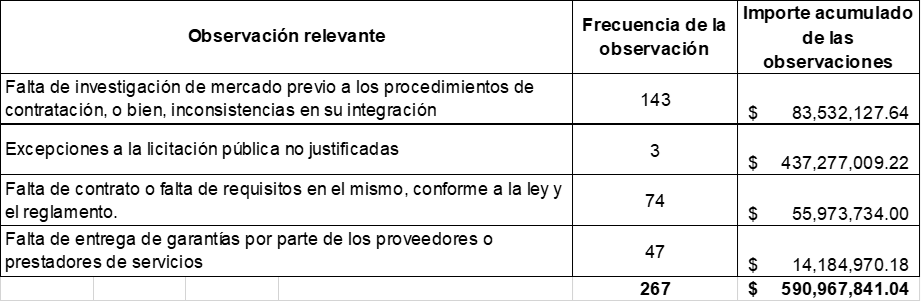 Observación relevante
Frecuencia de la
observación
Importe acumulado
de las
observaciones
Falta de investigación de mercado previo a los procedimientos de
contratación, o bien, inconsistencias en su integración
143
$ 83,532,127.64
Excepciones a la licitación pública no justificadas
3
$ 437,277,009.22
Falta de contrato o falta de requisitos en el mismo, conforme a la ley y
el reglamento.
74
$ 55,973,734.00
Falta de entrega de garantías por parte de los proveedores o
prestadores de servicios
47
$ 14,184,970.18
267
$ 590,967,841.04